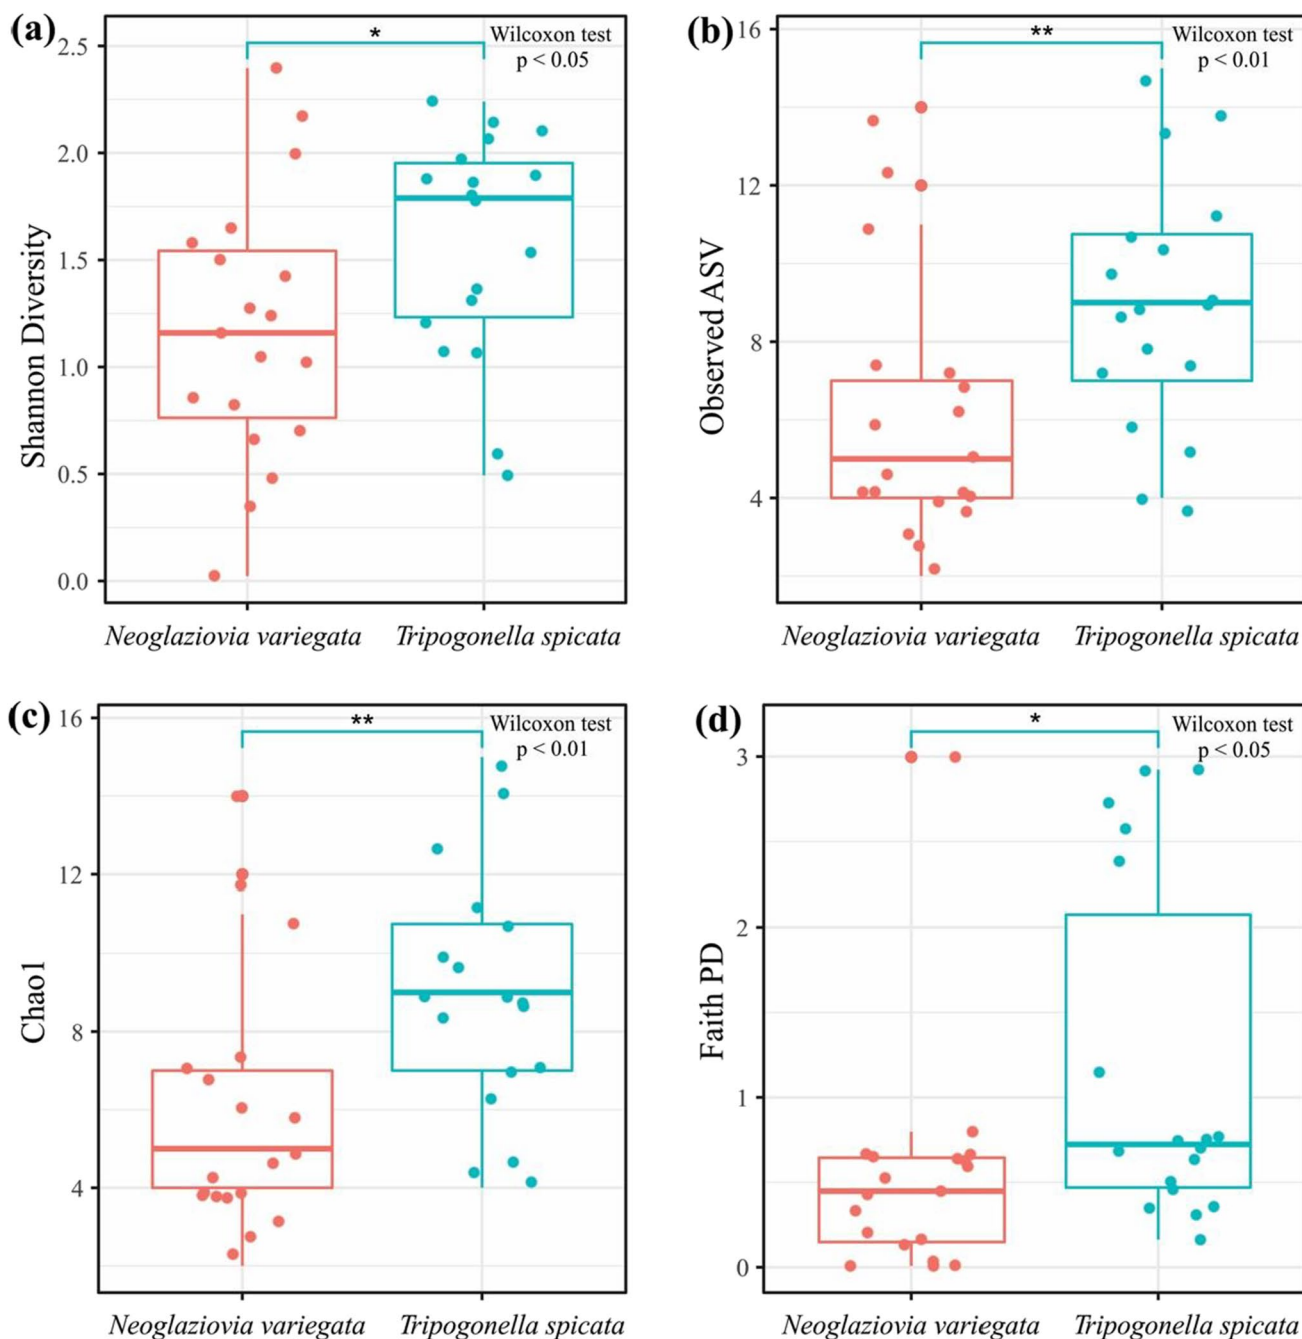 (a)
*
Wilcoxon test
p < 0.05
2.5
2.0
1.5
1.0
0.5
0.0
Shannon Diversity
Neoglaziovia variegata
Tripogonella spicata
(b)
**
Wilcoxon test
p < 0.01
16
12
8
4
Observed ASV
Neoglaziovia variegata
Tripogonella spicata
(c)
**
Wilcoxon test
p < 0.01
16
12
8
4
Chao1
Neoglaziovia variegata
Tripogonella spicata
(d)
*
Wilcoxon test
p < 0.05
3
2
1
0
Faith PD
Neoglaziovia variegata
Tripogonella spicata